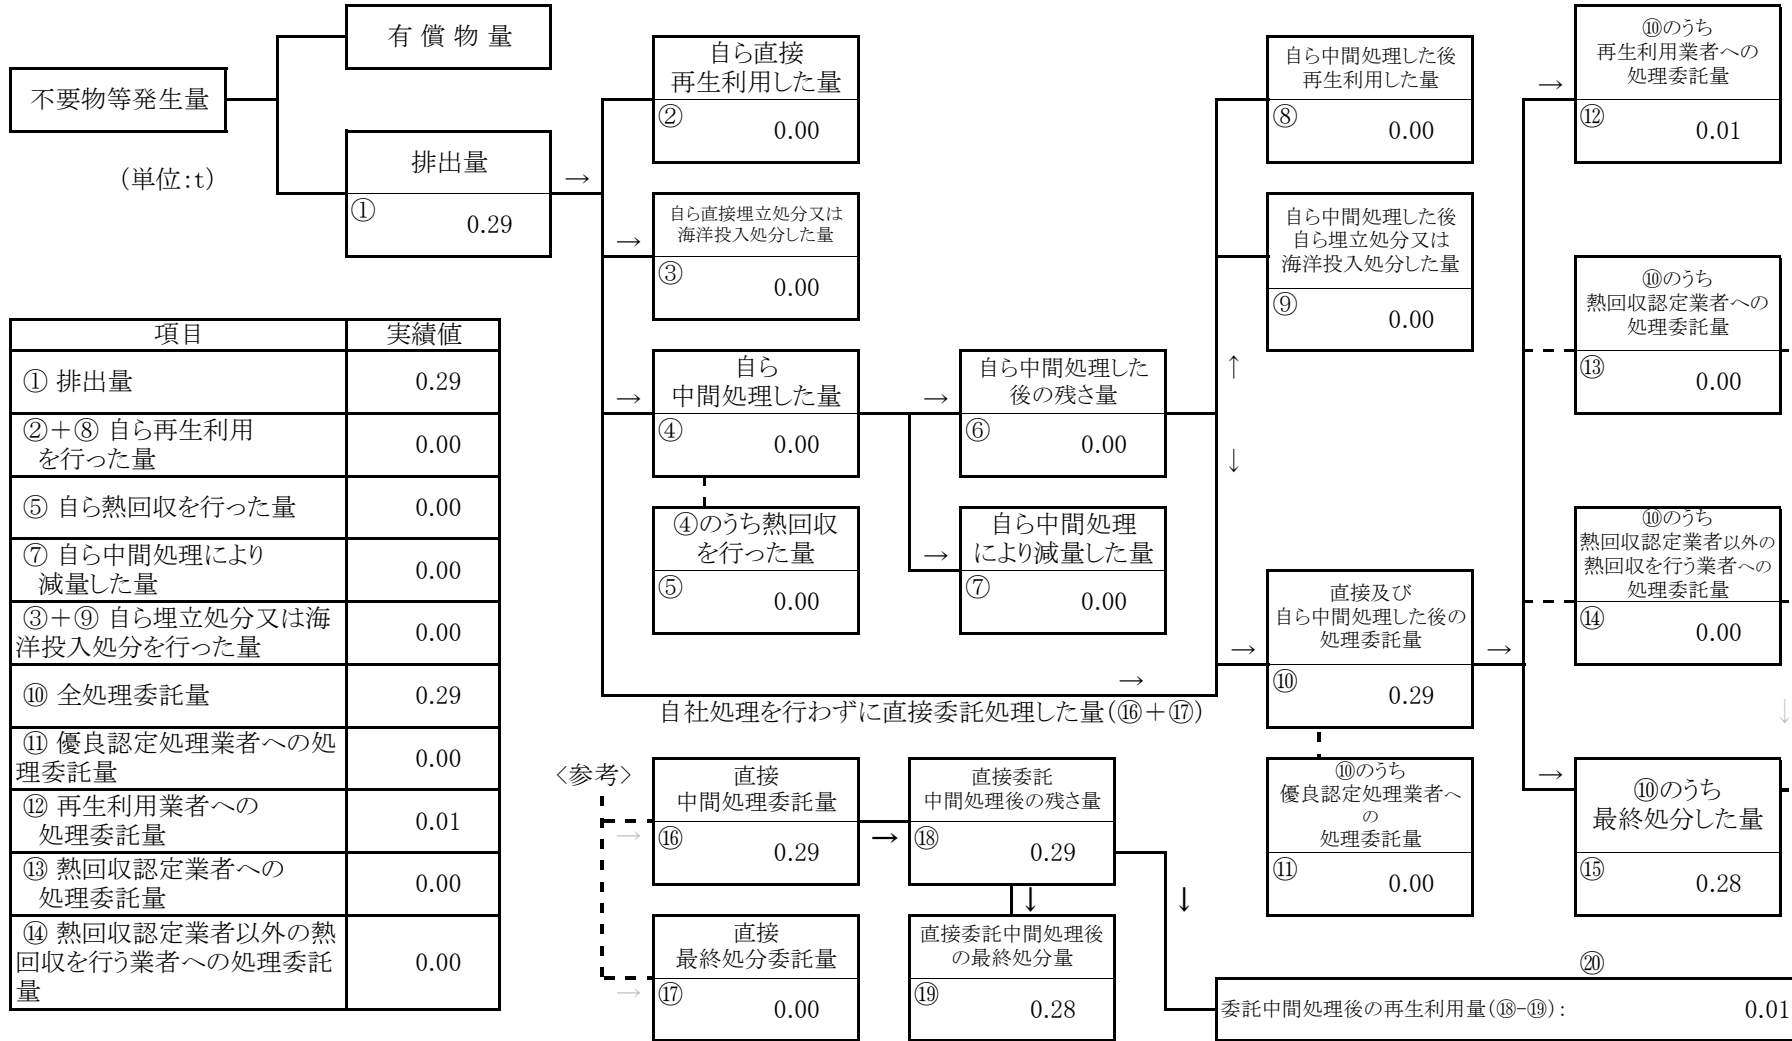 有 償 物 量
不要物等発生量
(単位:t)
排出量
→
①
0.29
自ら直接
再生利用した量
②
0.00
→
自ら直接埋立処分又は
海洋投入処分した量
③
0.00
→
自ら
中間処理した量
④
0.00
④のうち熱回収
を行った量
⑤
0.00
→
自ら中間処理した
後の残さ量
⑥
0.00
→
自ら中間処理
により減量した量
⑦
0.00
自ら中間処理した後
再生利用した量
⑧
0.00
自ら中間処理した後
自ら埋立処分又は
海洋投入処分した量
⑨
0.00
↑
↓
→
自社処理を行わずに直接委託処理した量(⑯+⑰)
→
直接及び
自ら中間処理した後の
処理委託量
⑩
0.29
⑩のうち
優良認定処理業者へ
の
処理委託量
⑪
0.00
→
→
⑩のうち
再生利用業者への
処理委託量
⑫
0.01
⑩のうち
熱回収認定業者への
処理委託量
⑬
0.00
⑩のうち
熱回収認定業者以外の
熱回収を行う業者への
処理委託量
⑭
0.00
↓
→
⑩のうち
最終処分した量
⑮
0.28
項目 実績値
① 排出量 0.29
②+⑧ 自ら再生利用
を行った量 0.00
⑤ 自ら熱回収を行った量 0.00
⑦ 自ら中間処理により
減量した量 0.00
③+⑨ 自ら埋立処分又は海
洋投入処分を行った量 0.00
⑩ 全処理委託量 0.29
⑪ 優良認定処理業者への処
理委託量 0.00
⑫ 再生利用業者への
処理委託量 0.01
⑬ 熱回収認定業者への
処理委託量 0.00
⑭ 熱回収認定業者以外の熱
回収を行う業者への処理委託
量 0.00
〈参考〉
→
直接
中間処理委託量
⑯
0.29
→
直接委託
中間処理後の残さ量
⑱
0.29
↓
↓
→
直接
最終処分委託量
⑰
0.00
直接委託中間処理後
の最終処分量
⑲
0.28
⑳
委託中間処理後の再生利用量(⑱-⑲): 0.01